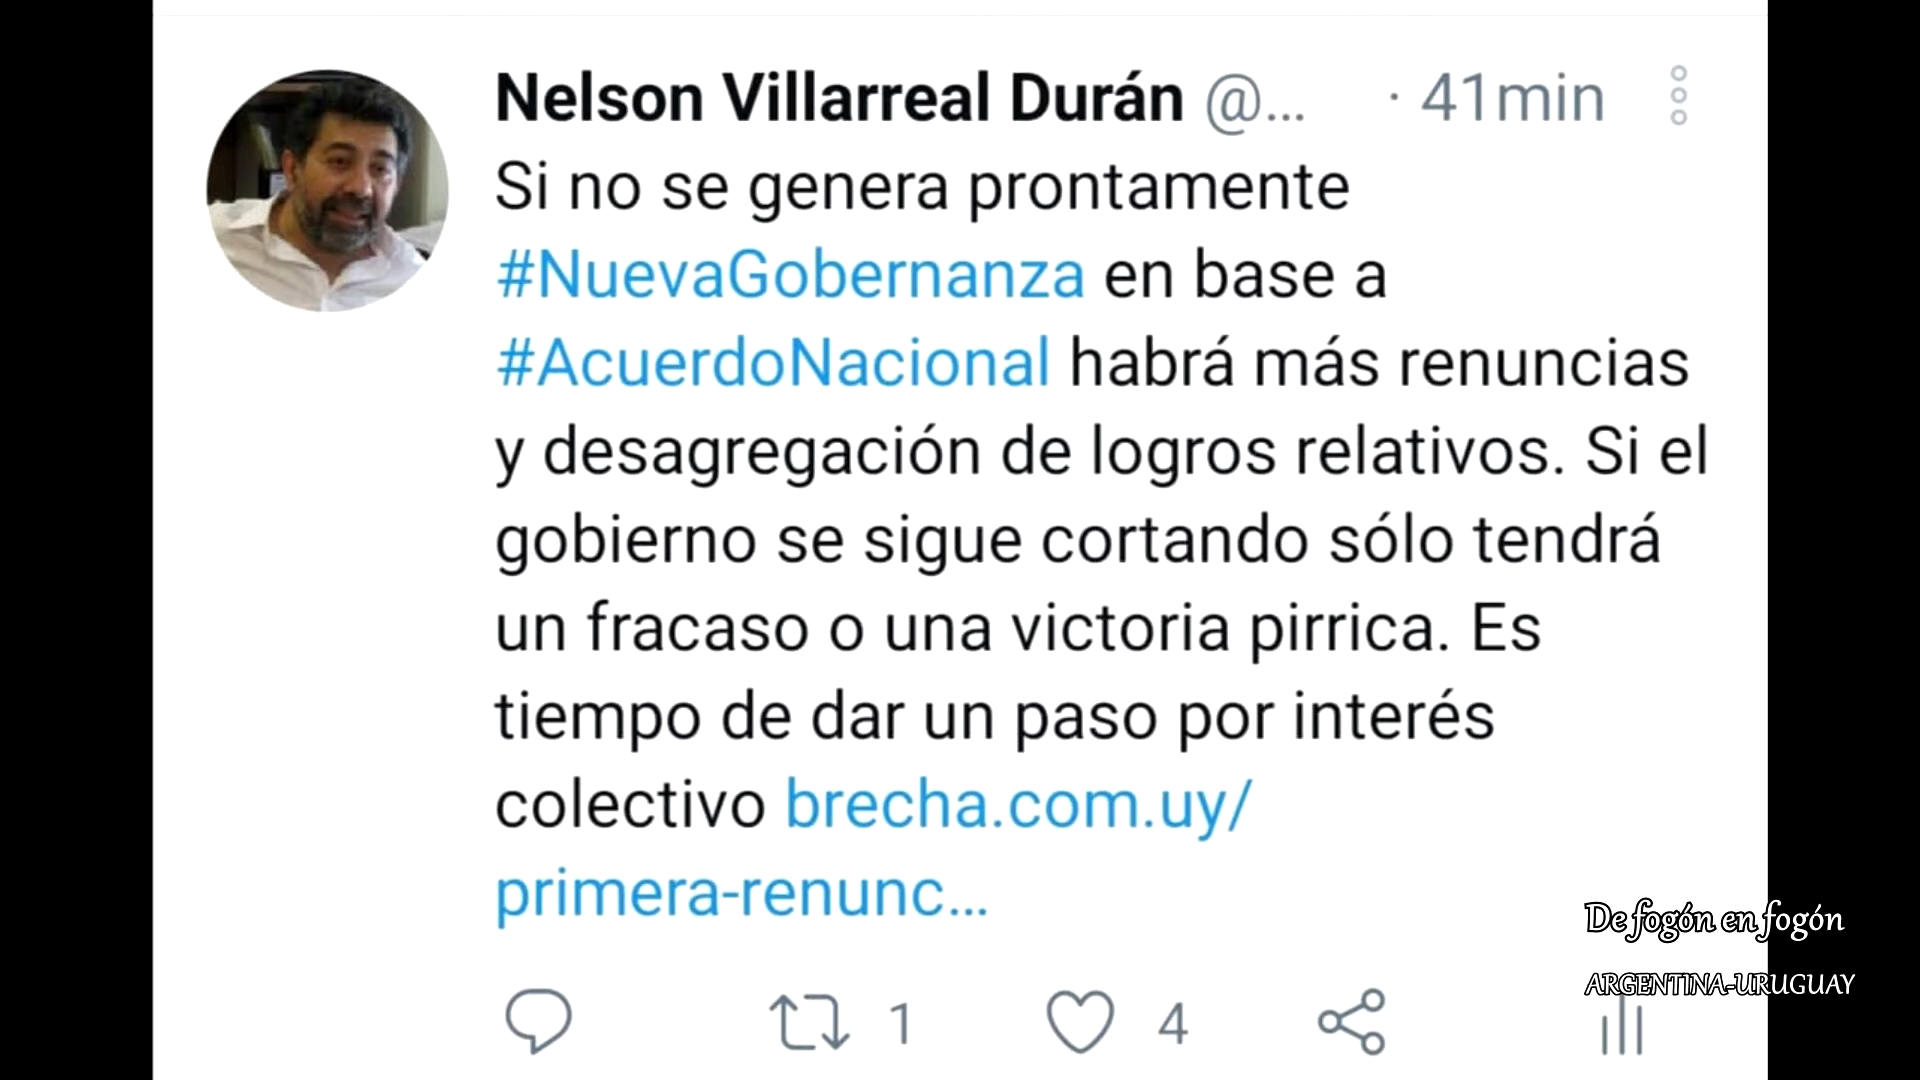 Nelson Villarreal Durán @... · 41min
Si no se genera prontamente
#NuevaGobernanza en base a
#AcuerdoNacional habrá más renuncias
y desagregación de logros relativos. Si el
gobierno se sigue cortando sólo tendrá
un fracaso o una victoria pirrica. Es
tiempo de dar un paso por interés
colectivo brecha.com.uy/
primera-renunc...
1 4
De fogón en fogón
ARGENTINA-URUGUAY